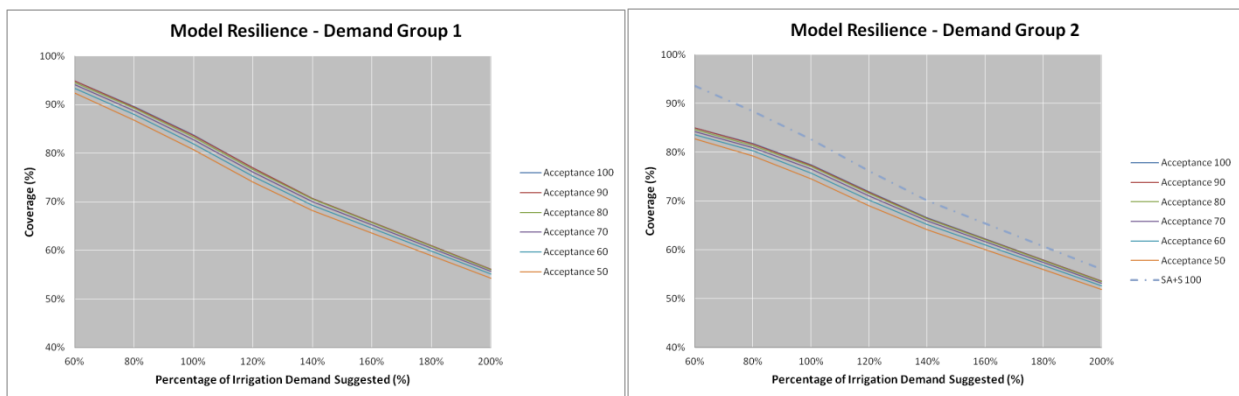 Model Resilience - Demand Group 1
100%
90%
80%
70%
60%
50%
40%
Coverage (%)
60%
80%
100%
120%
140%
160%
180%
200%
Percentage of Irrigation Demand Suggested (%)
Acceptance 100
Acceptance 90
Acceptance 80
Acceptance 70
Acceptance 60
Acceptance 50
Model Resilience - Demand Group 2
100%
90%
80%
70%
60%
50%
40%
Coverage (%)
60%
80%
100%
120%
140%
160%
180%
200%
Percentage of Irrigation Demand Suggested (%)
Acceptance 100
Acceptance 90
Acceptance 80
Acceptance 70
Acceptance 60
Acceptance 50
SA+S 100